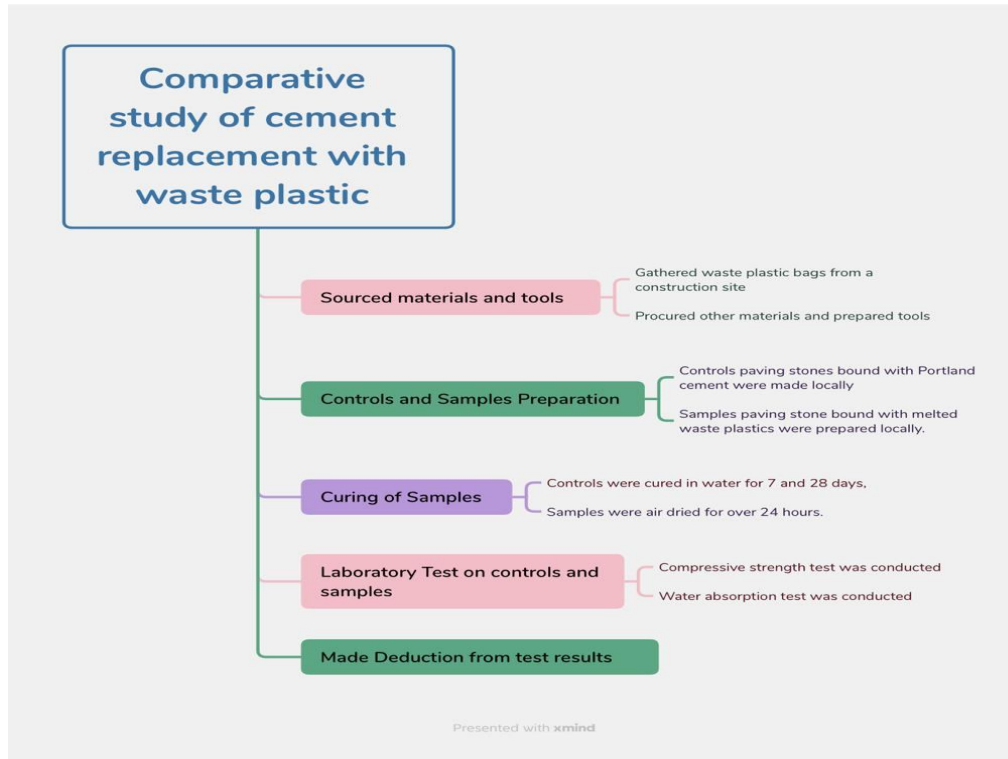 Comparative
study of cement
replacement with
waste plastic
Sourced materials and tools
Gathered waste plastic bags from a
construction site
Procured other materials and prepared tools
Controls and Samples Preparation
Controls paving stones bound with Portland
cement were made locally
Samples paving stone bound with melted
waste plastics were prepared locally.
Curing of Samples
Controls were cured in water for 7 and 28 days,
Samples were air dried for over 24 hours.
Laboratory Test on controls and
samples
Compressive strength test was conducted
Water absorption test was conducted
Made Deduction from test results
Presented with xmind